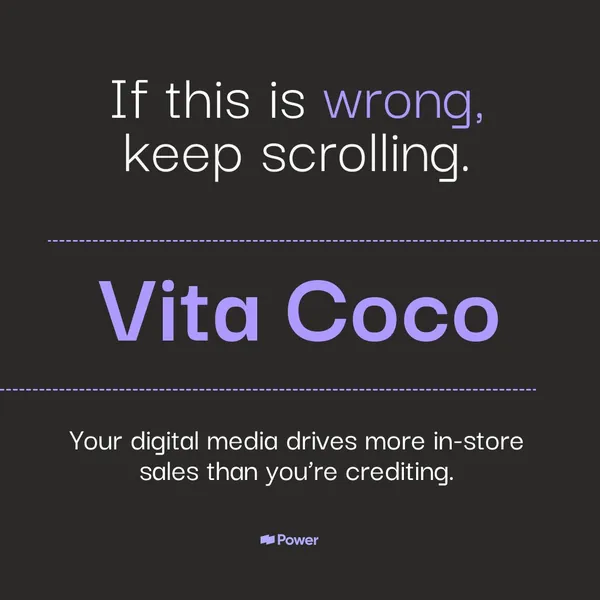 If this is wrong,
keep scrolling.
Vita Coco
Your digital media drives more in-store
sales than you’re crediting.
Power